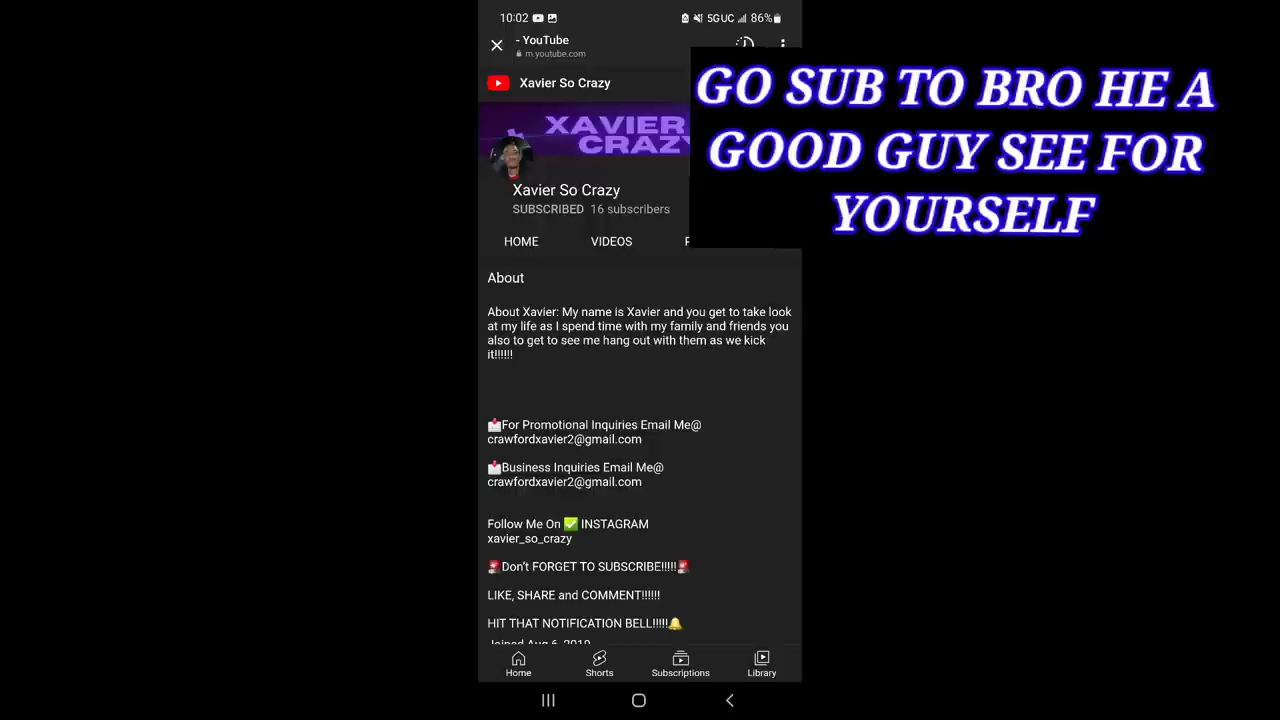 10:02
5GUC
86%
- YouTube
m.youtube.com
Xavier So Crazy
XAVIER
CRAZY
GO SUB TO BRO HE A
GOOD GUY SEE FOR
YOURSELF
Xavier So Crazy
SUBSCRIBED 16 subscribers
HOME VIDEOS
About
About Xavier: My name is Xavier and you get to take look
at my life as I spend time with my family and friends you
also to get to see me hang out with them as we kick
it!!!!!!
📩For Promotional Inquiries Email Me@
crawfordxavier2@gmail.com
📩Business Inquiries Email Me@
crawfordxavier2@gmail.com
Follow Me On ✅ INSTAGRAM
xavier_so_crazy
🚨Don't FORGET TO SUBSCRIBE!!!!!🚨
LIKE, SHARE and COMMENT!!!!!!
HIT THAT NOTIFICATION BELL!!!!!🔔
Joined Aug 6, 2019
Home Shorts Subscriptions Library